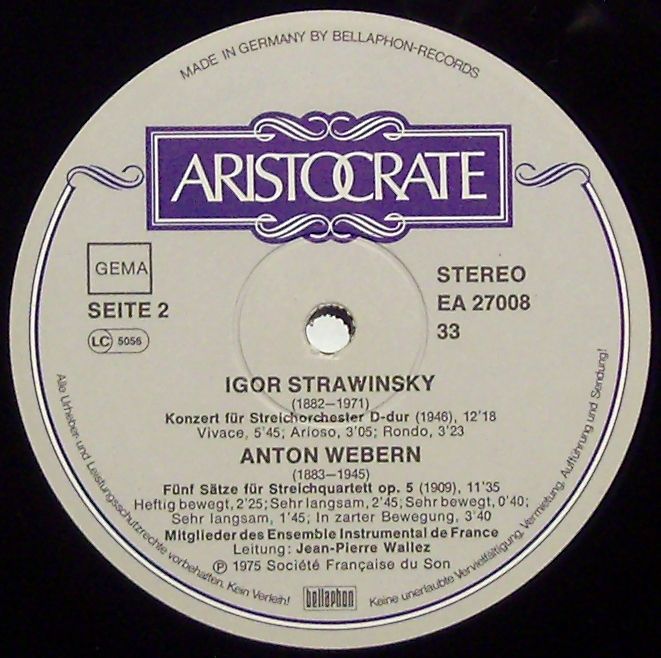 MADE IN GERMANY BY BELLAPHON-RECORDS
ARISTOCRATE
GEMA
SEITE 2
LC 5056
STEREO
EA 27008
33
IGOR STRAWINSKY
(1882—1971)
Konzert für Streichorchester D-dur (1946), 12'18
Vivace, 5'45; Arioso, 3'05; Rondo, 3'23
ANTON WEBERN
(1883—1945)
Fünf Sätze für Streichquartett op. 5 (1909), 11'35
Heftig bewegt, 2'25; Sehr langsam, 2'45; Sehr bewegt, 0'40;
Sehr langsam, 1'45; In zarter Bewegung, 3'40
Mitglieder des Ensemble Instrumental de France
Leitung: Jean-Pierre Wallez
Ⓟ 1975 Société Française du Son
bellaphon
Alle Urheber- und Leistungsschutzrechte vorbehalten. Kein Verleih!
Keine unerlaubte Vervielfältigung, Vermietung, Aufführung und Sendung!